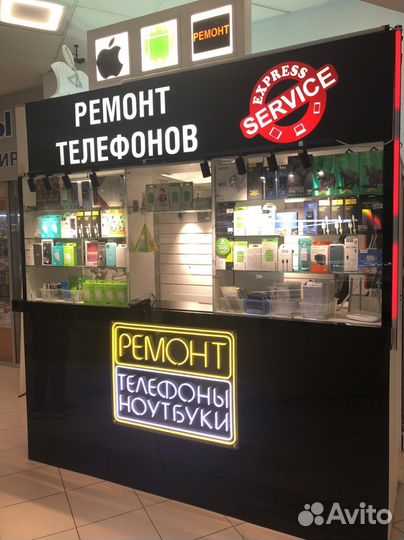 РЕМОНТ
РЕМОНТ
ТЕЛЕФОНОВ
EXPRESS
SERVICE
РЕМОНТ
ТЕЛЕФОНЫ
НОУТБУКИ
Avito